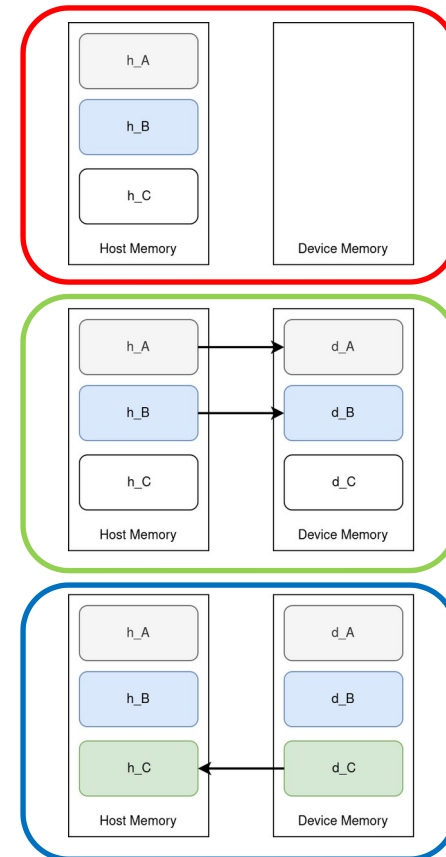 h_A
h_B
h_C
Host Memory
Device Memory
h_A
d_A
h_B
d_B
h_C
d_C
Host Memory
Device Memory
h_A
d_A
h_B
d_B
h_C
d_C
Host Memory
Device Memory